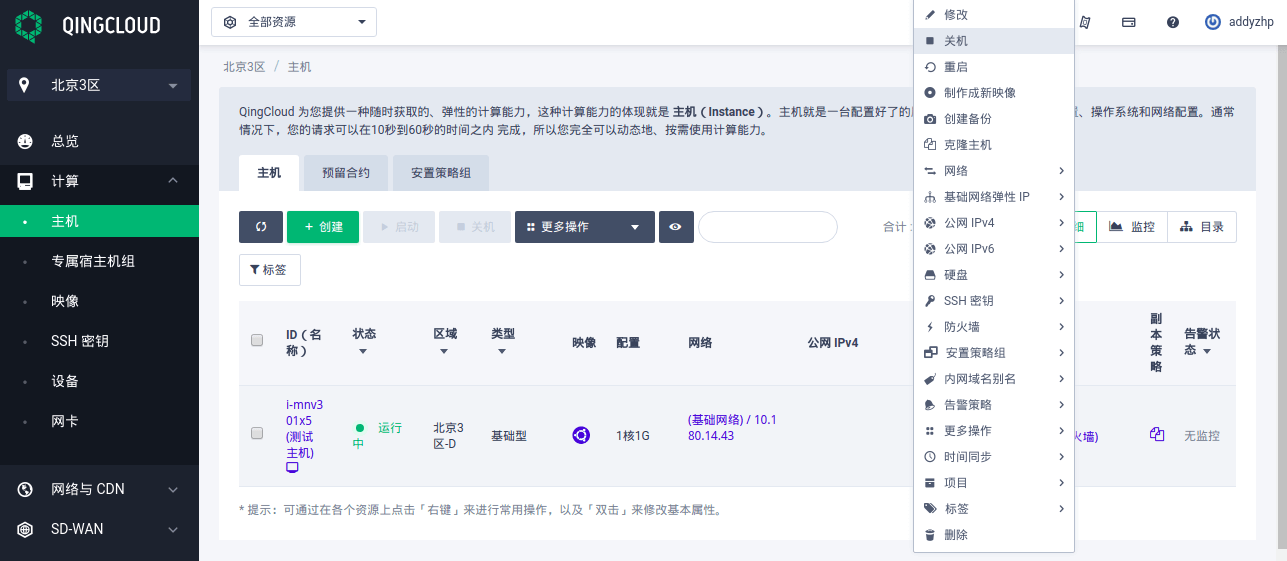 QINGCLOUD
全部资源
addyzhp
北京3区
总览
计算
主机
专属宿主机组
映像
SSH 密钥
设备
网卡
网络与 CDN
SD-WAN
北京3区 / 主机
QingCloud 为您提供一种随时获取的、弹性的计算能力，这种计算能力的体现就是 主机（Instance）。主机就是一台配置好了的
、操作系统和网络配置。通常
情况下，您的请求可以在10秒到60秒的时间之内 完成，所以您完全可以动态地、按需使用计算能力。
主机
预留合约
安置策略组
+ 创建
启动
关机
更多操作
合计 :
细
监控
目录
标签
ID（名称）
状态
区域
类型
映像
配置
网络
公网 IPv4
副本策略
告警状态
i-mnv3
01x5
(测试
主机)
运行中
北京3
区-D
基础型
1核1G
(基础网络) / 10.1
80.14.43
火墙)
无监控
* 提示：可通过在各个资源上点击「右键」来进行常用操作，以及「双击」来修改基本属性。
修改
关机
重启
制作成新映像
创建备份
克隆主机
网络
基础网络弹性 IP
公网 IPv4
公网 IPv6
硬盘
SSH 密钥
防火墙
安置策略组
内网域名别名
告警策略
更多操作
时间同步
项目
标签
删除